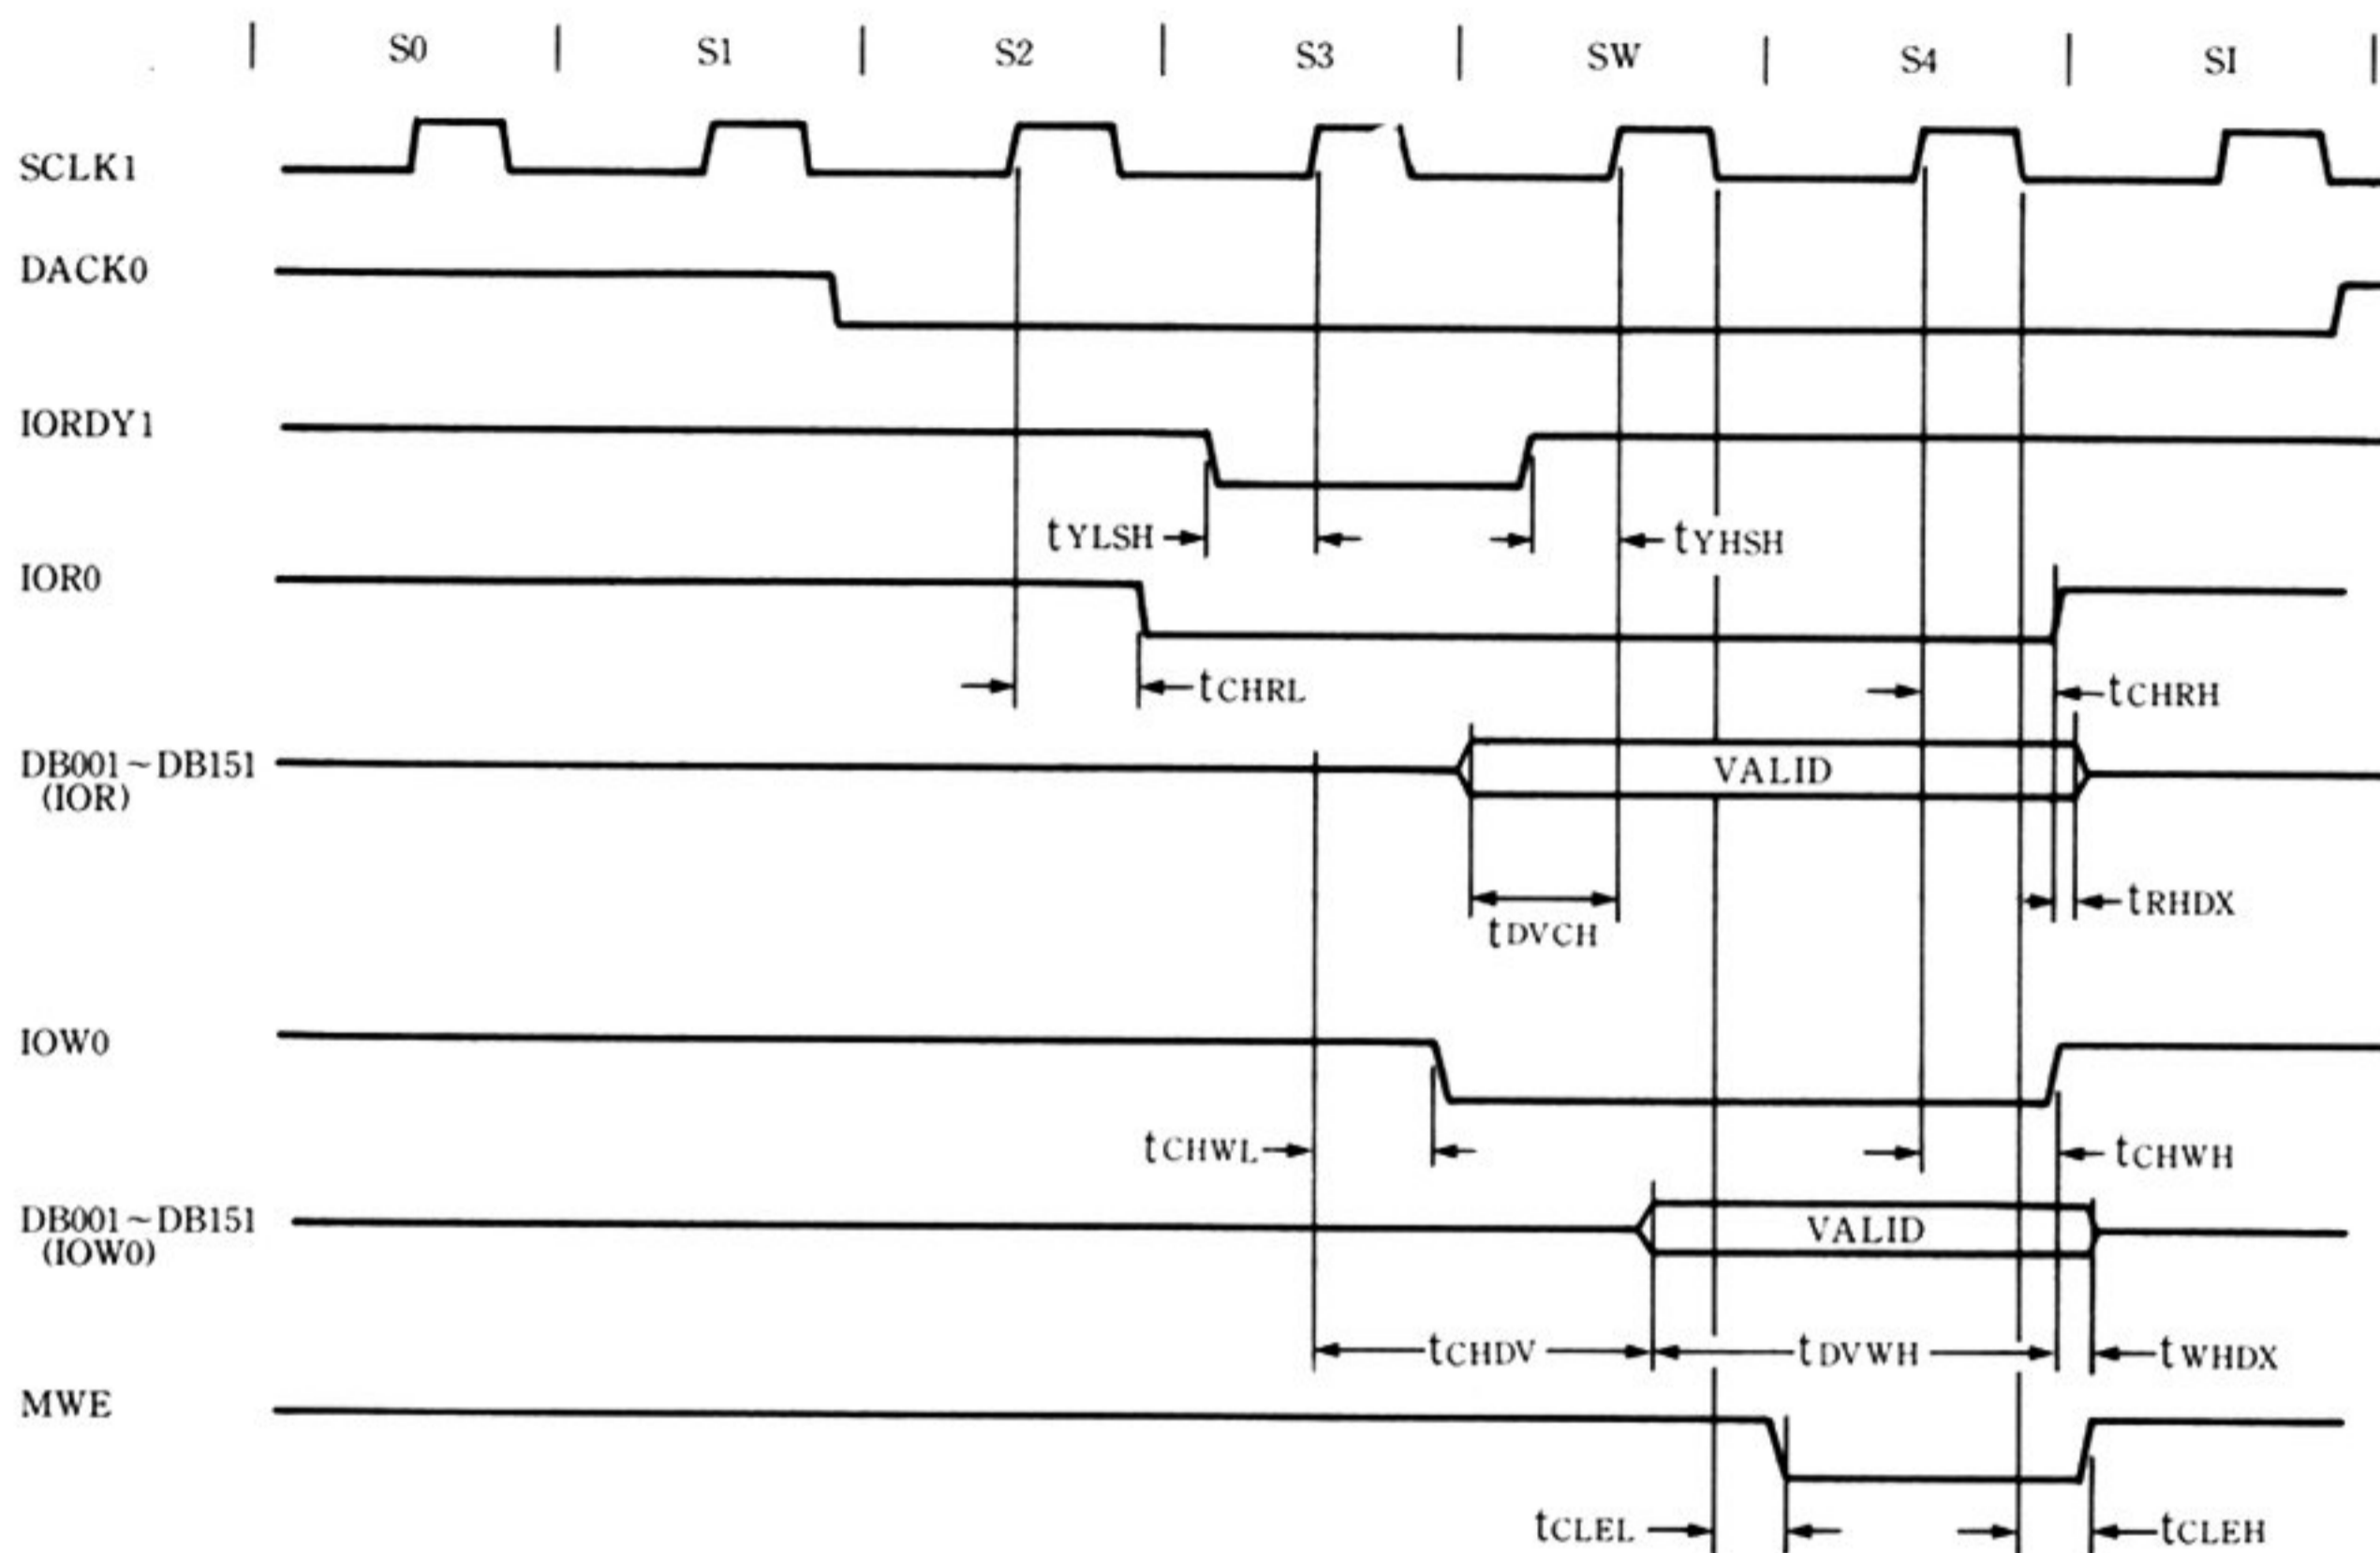 S0 S1 S2 S3 SW S4 SI
SCLK1
DACK0
IORDY1
tYLSH tYHSH
IOR0
tCHRL tCHRH
DB001~DB151 VALID
(IOR)
tRHDX
tDVCH
IOW0
tCHWL tCHWH
DB001~DB151 VALID
(IOW0)
tCHDV tDVWH tWHDX
MWE
tCLEL tCLEH